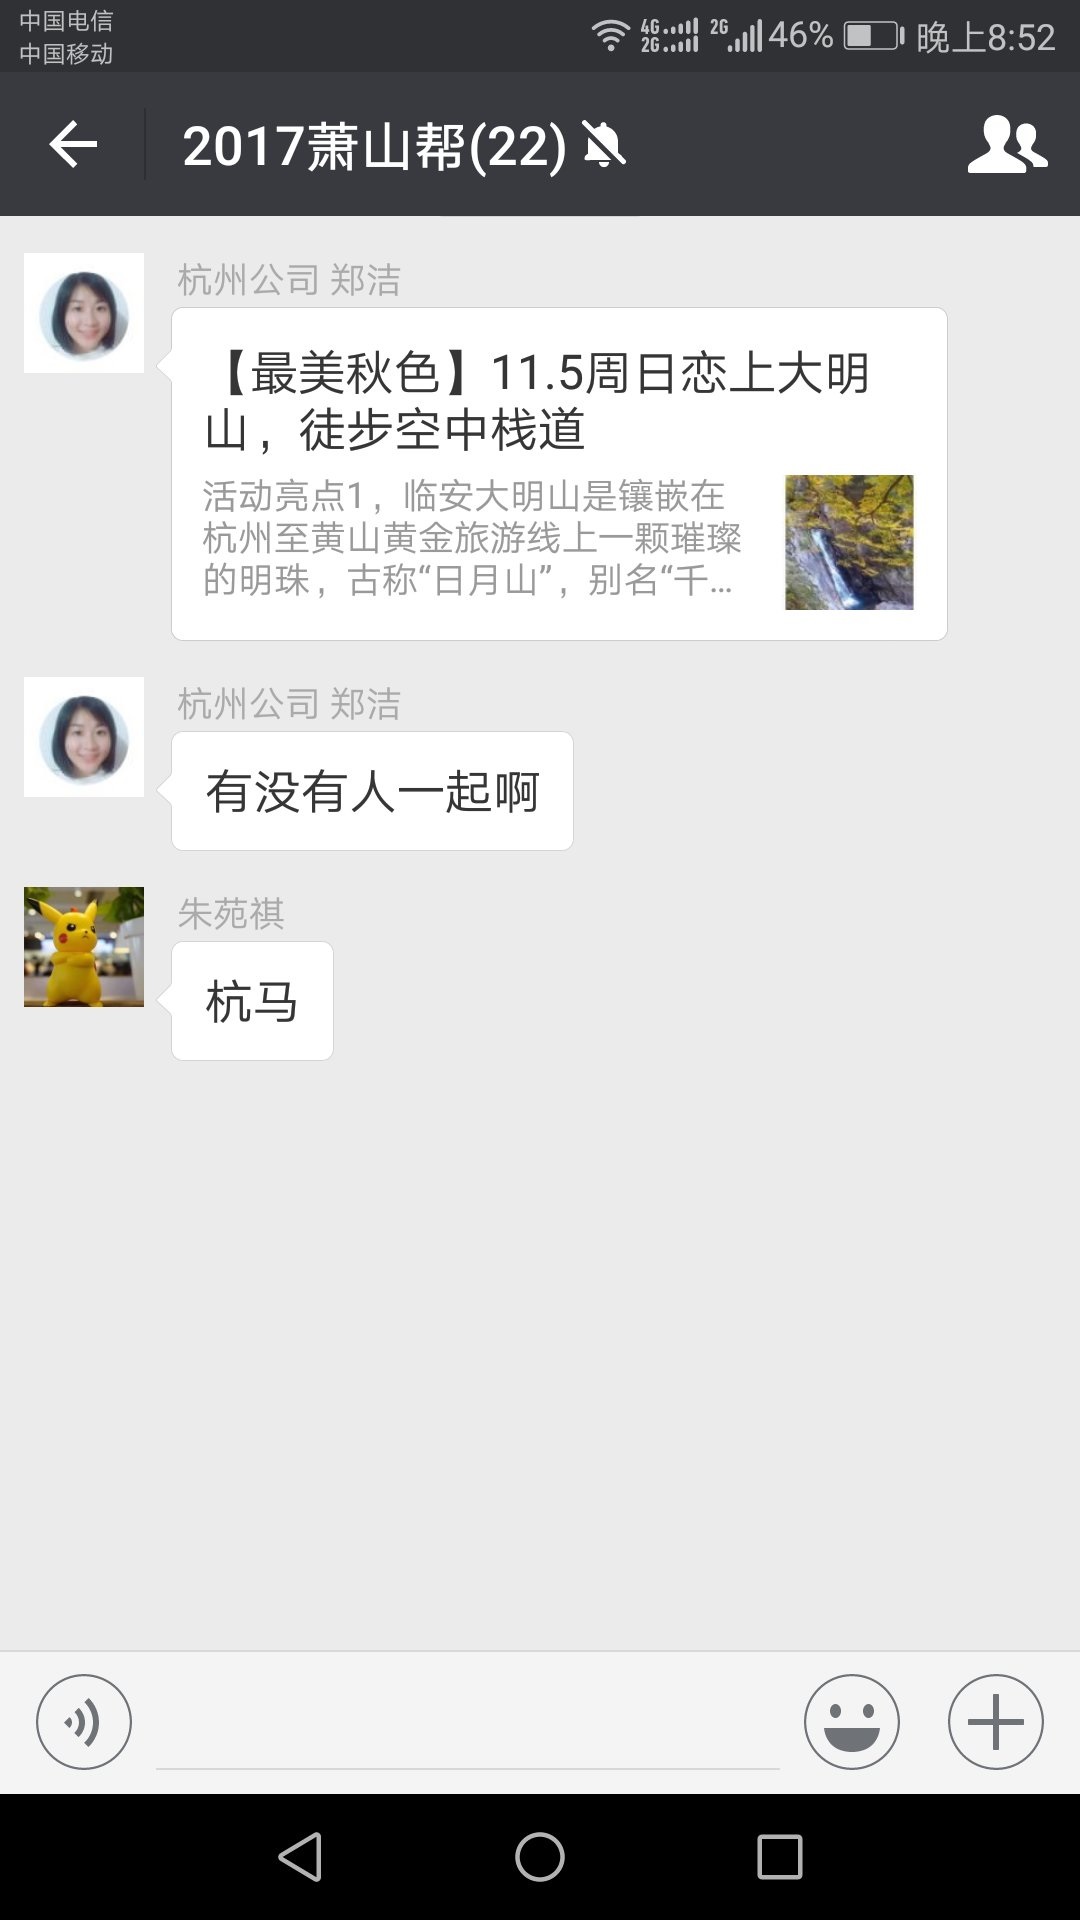 中国电信
中国移动
4G
2G
2G
46%
晚上8:52
2017萧山帮(22)
杭州公司 郑洁
【最美秋色】11.5周日恋上大明
山，徒步空中栈道
活动亮点1，临安大明山是镶嵌在
杭州至黄山黄金旅游线上一颗璀璨
的明珠，古称“日月山”，别名“千...
杭州公司 郑洁
有没有人一起啊
朱苑祺
杭马